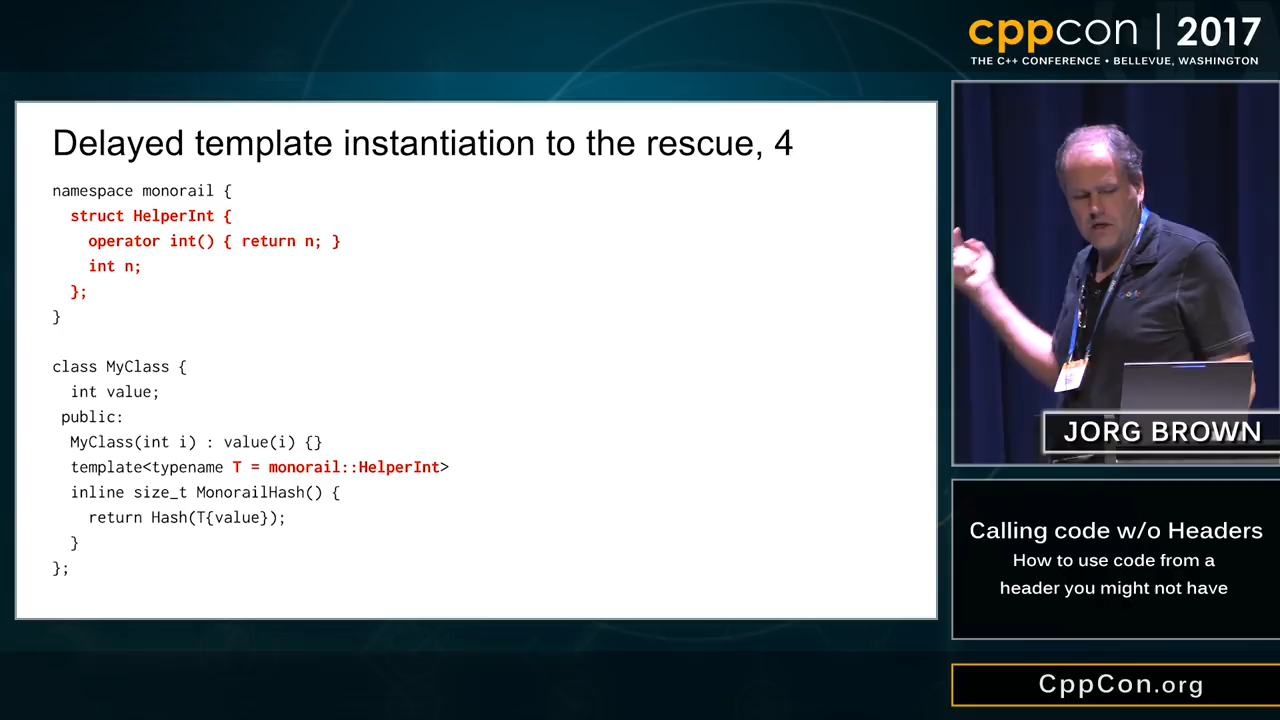 cppcon | 2017
THE C++ CONFERENCE • BELLEVUE, WASHINGTON
Delayed template instantiation to the rescue, 4
namespace monorail {
struct HelperInt {
operator int() { return n; }
int n;
};
}
class MyClass {
int value;
public:
MyClass(int i) : value(i) {}
template<typename T = monorail::HelperInt>
inline size_t MonorailHash() {
return Hash(T{value});
}
};
Google
JORG BROWN
Calling code w/o Headers
How to use code from a
header you might not have
CppCon.org